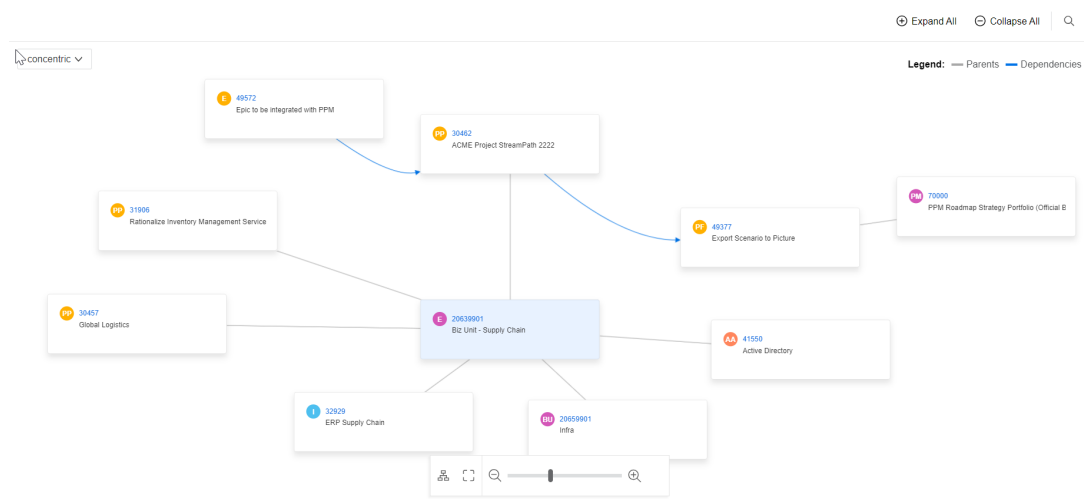 Expand All
Collapse All
concentric
Legend: Parents Dependencies
E 49572
Epic to be integrated with PPM
PP 30462
ACME Project StreamPath 2222
PM 70000
PPM Roadmap Strategy Portfolio (Official B
PP 31906
Rationalize Inventory Management Service
PF 49377
Export Scenario to Picture
PP 30457
Global Logistics
E 20639901
Biz Unit - Supply Chain
AA 41550
Active Directory
I 32929
ERP Supply Chain
BU 20659901
Infra